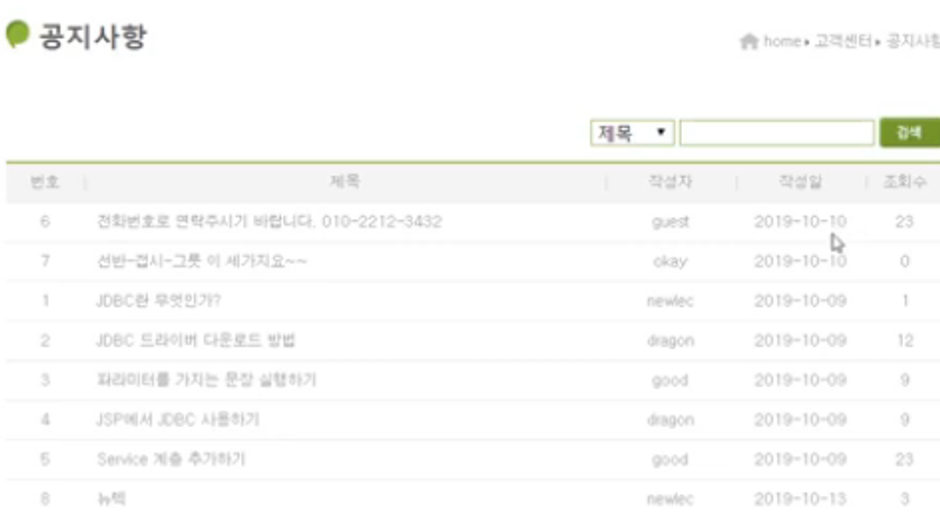 공지사항
home 고객센터 공지사항
제목 검색
번호 제목 작성자 작성일 조회수
6 전화번호로 연락주시기 바랍니다. 010-2212-3432 guest 2019-10-10 23
7 선반-접시-그릇 이 세가지요~~ okay 2019-10-10 0
1 JDBC란 무엇인가? newlec 2019-10-09 1
2 JDBC 드라이버 다운로드 방법 dragon 2019-10-09 12
3 파라미터를 가지는 문장 실행하기 good 2019-10-09 9
4 JSP에서 JDBC 사용하기 dragon 2019-10-09 9
5 Service 계층 추가하기 good 2019-10-09 23
8 뉴렉 newlec 2019-10-13 3